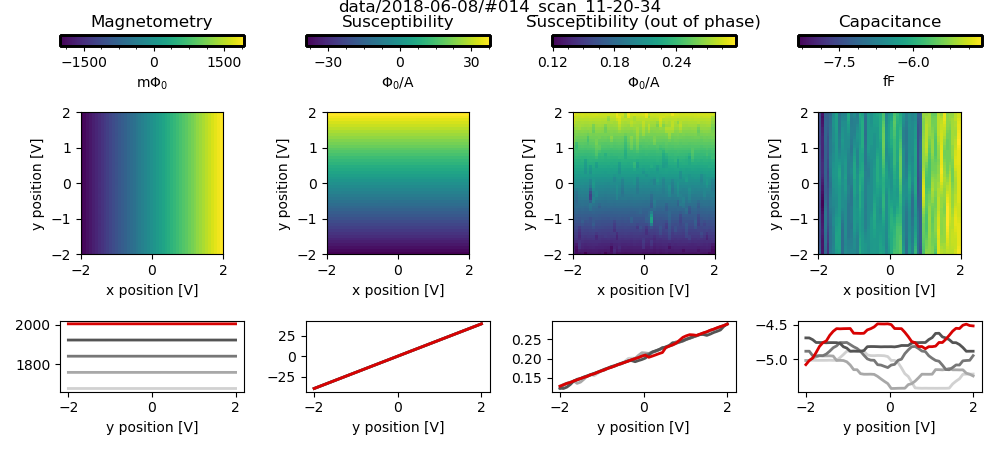 data/2018-06-08/#014_scan_11-20-34
Magnetometry
Susceptibility
Susceptibility (out of phase)
Capacitance
−1500 0 1500
−30 0 30
0.12 0.18 0.24
−7.5 −6.0
mΦ0
Φ0/A
Φ0/A
fF
y position [V]
2
1
0
−1
−2
−2 0 2
x position [V]
y position [V]
2
1
0
−1
−2
−2 0 2
x position [V]
y position [V]
2
1
0
−1
−2
−2 0 2
x position [V]
y position [V]
2
1
0
−1
−2
−2 0 2
x position [V]
2000
1800
−2 0 2
y position [V]
25
0
−25
−2 0 2
y position [V]
0.25
0.20
0.15
−2 0 2
y position [V]
−4.5
−5.0
−2 0 2
y position [V]